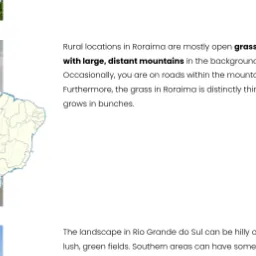 Rural locations in Roraima are mostly open grass
with large, distant mountains in the background
Occasionally, you are on roads within the mounta
Furthermore, the grass in Roraima is distinctly thi
grows in bunches.
The landscape in Rio Grande do Sul can be hilly o
lush, green fields. Southern areas can have some